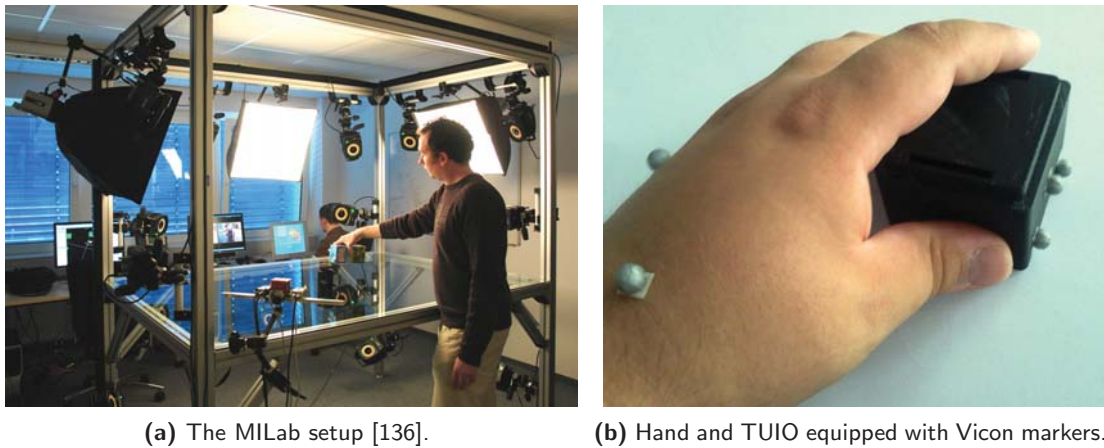 (a) The MILab setup [136].
(b) Hand and TUIO equipped with Vicon markers.